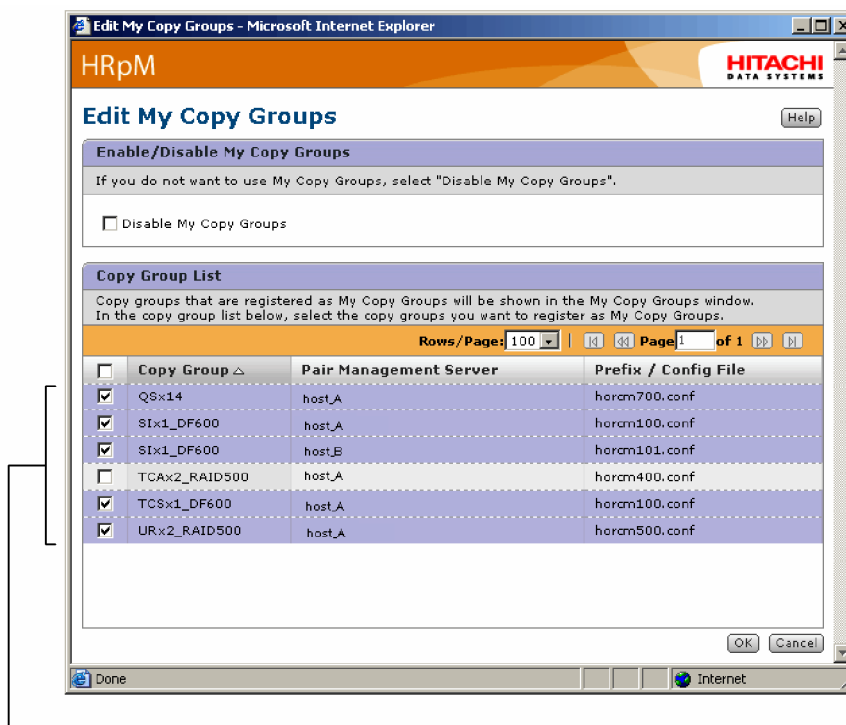 Edit My Copy Groups - Microsoft Internet Explorer
HRpM
HITACHI
DATA SYSTEMS
Edit My Copy Groups
Help
Enable/Disable My Copy Groups
If you do not want to use My Copy Groups, select "Disable My Copy Groups".
Disable My Copy Groups
Copy Group List
Copy groups that are registered as My Copy Groups will be shown in the My Copy Groups window.
In the copy group list below, select the copy groups you want to register as My Copy Groups.
Rows/Page: 100 | Page 1 of 1
Copy Group Pair Management Server Prefix / Config File
QSx14 host_A horcm700.conf
SIx1_DF600 host_A horcm100.conf
SIx1_DF600 host_B horcm101.conf
TCAx2_RAID500 host_A horcm400.conf
TCSx1_DF600 host_A horcm100.conf
URx2_RAID500 host_A horcm500.conf
OK Cancel
Done Internet